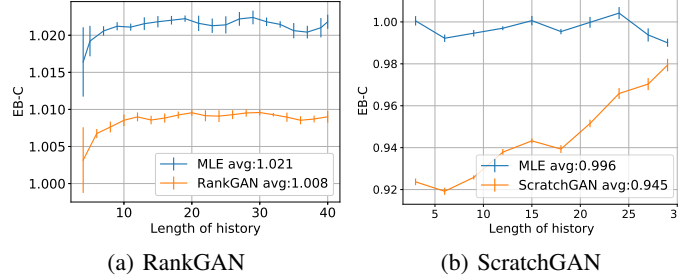 EB-C
1.020
1.015
1.010
1.005
1.000
MLE avg:1.021
RankGAN avg:1.008
10 20 30 40
Length of history
(a) RankGAN
EB-C
1.00
0.98
0.96
0.94
0.92
MLE avg:0.996
ScratchGAN avg:0.945
5 10 15 20 25 3
Length of history
(b) ScratchGAN